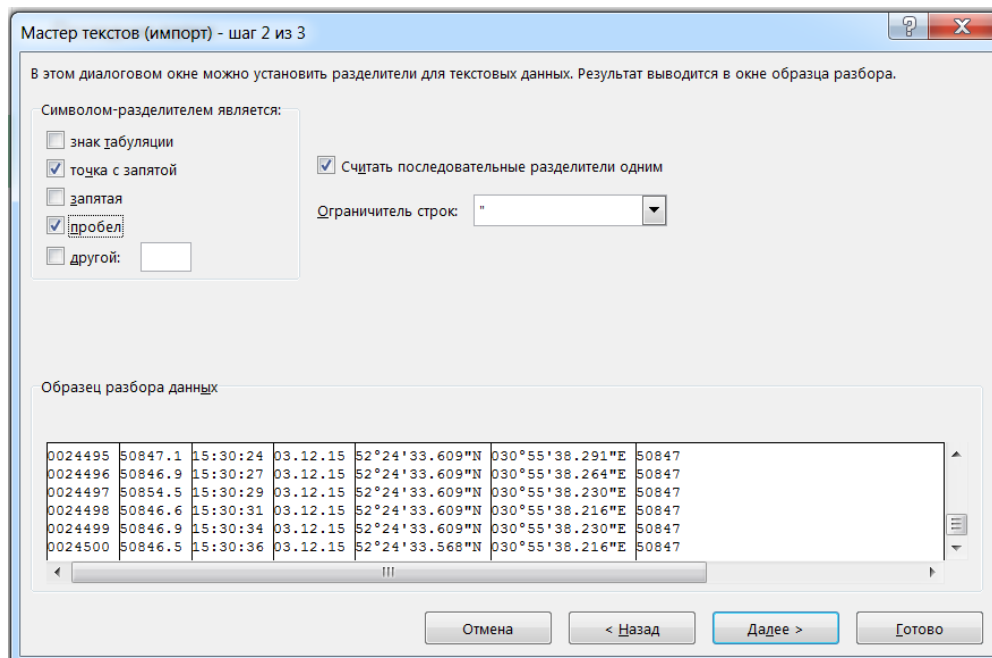 Мастер текстов (импорт) - шаг 2 из 3
В этом диалоговом окне можно установить разделители для текстовых данных. Результат выводится в окне образца разбора.
Символом-разделителем является:
знак табуляции
точка с запятой
запятая
пробел
другой:
Считать последовательные разделители одним
Ограничитель строк: "
Образец разбора данных
0024495 50847.1 15:30:24 03.12.15 52°24'33.609"N 030°55'38.291"E 50847
0024496 50846.9 15:30:27 03.12.15 52°24'33.609"N 030°55'38.264"E 50847
0024497 50854.5 15:30:29 03.12.15 52°24'33.609"N 030°55'38.230"E 50847
0024498 50846.6 15:30:31 03.12.15 52°24'33.609"N 030°55'38.216"E 50847
0024499 50846.9 15:30:34 03.12.15 52°24'33.609"N 030°55'38.230"E 50847
0024500 50846.5 15:30:36 03.12.15 52°24'33.568"N 030°55'38.216"E 50847
Отмена < Назад Далее > Готово